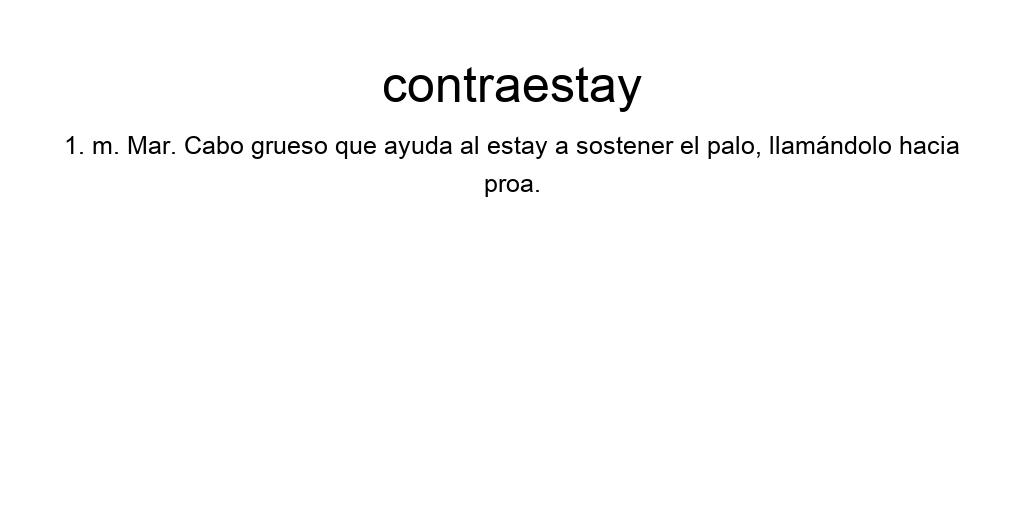 contraestay
1. m. Mar. Cabo grueso que ayuda al estay a sostener el palo, llamándolo hacia
proa.